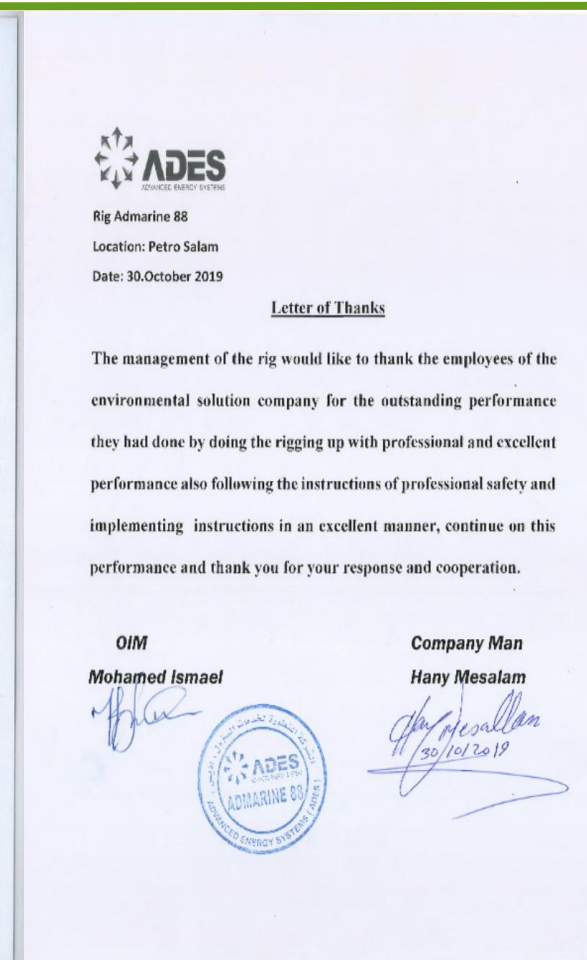 ADES
ADVANCED ENERGY SYSTEMS
Rig Admarine 88
Location: Petro Salam
Date: 30.October 2019
Letter of Thanks
The management of the rig would like to thank the employees of the
environmental solution company for the outstanding performance
they had done by doing the rigging up with professional and excellent
performance also following the instructions of professional safety and
implementing instructions in an excellent manner, continue on this
performance and thank you for your response and cooperation.
OIM
Company Man
Mohamed Ismael
Hany Mesalam
Hany Mesallam
30/10/2019
ADES
ADMARINE 88
ADVANCED ENERGY SYSTEMS ( ADES )